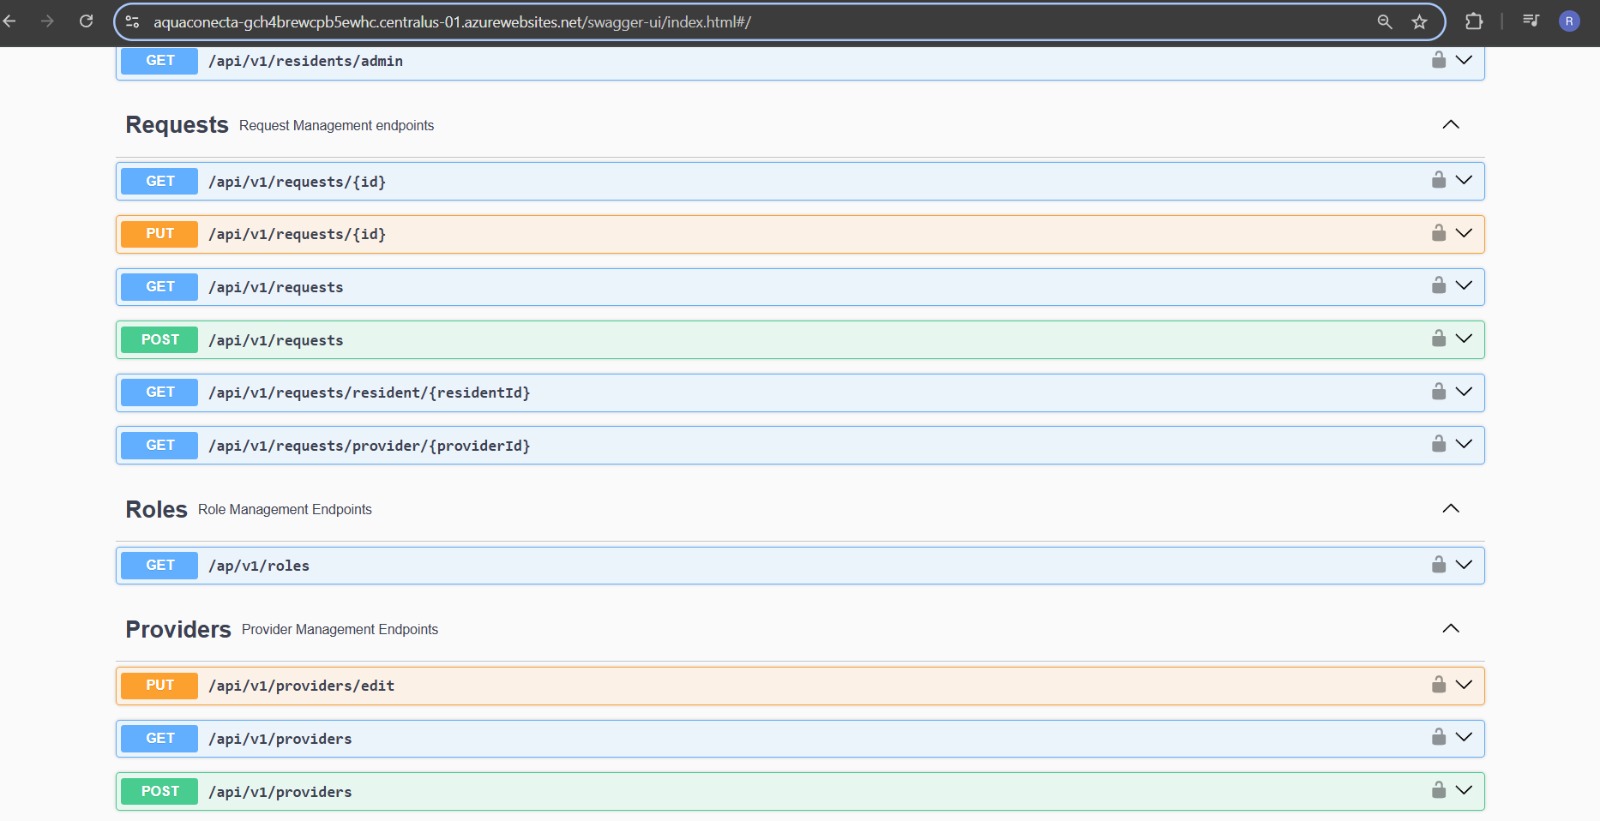 aquaconecta-gch4brewcpb5ewhc.centralus-01.azurewebsites.net/swagger-ui/index.html#/
R
GET /api/v1/residents/admin
Requests Request Management endpoints
GET /api/v1/requests/{id}
PUT /api/v1/requests/{id}
GET /api/v1/requests
POST /api/v1/requests
GET /api/v1/requests/resident/{residentId}
GET /api/v1/requests/provider/{providerId}
Roles Role Management Endpoints
GET /ap/v1/roles
Providers Provider Management Endpoints
PUT /api/v1/providers/edit
GET /api/v1/providers
POST /api/v1/providers